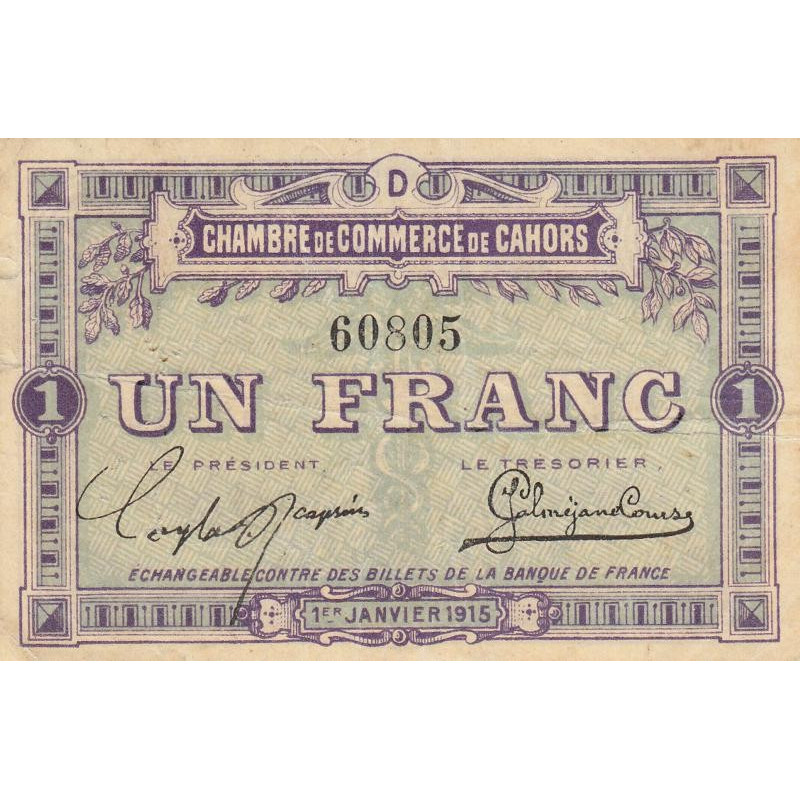 D
CHAMBRE DE COMMERCE DE CAHORS
60805
1 UN FRANC 1
LE PRÉSIDENT, LE TRESORIER,
ECHANGEABLE CONTRE DES BILLETS DE LA BANQUE DE FRANCE
1ER JANVIER 1915